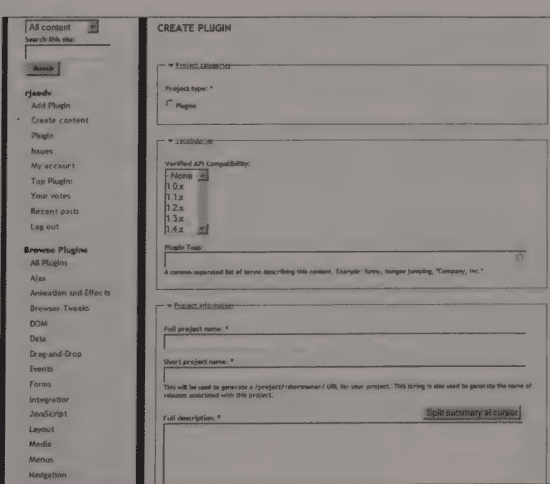 All content
Search this site:
rjaedv
Add Plugin
Create content
Plugin
Issues
My account
Top Plugins
Your votes
Recent posts
Log out
Browse Plugins
All Plugins
Ajax
Animation and Effects
Browser Tweaks
DOM
Data
Drag-and-Drop
Events
Forms
Integration
JavaScript
Layout
Media
Menus
Navigation
CREATE PLUGIN
Project categories
Project type: *
Plugins
Vocabularies
Verified API Compatibility:
- None -
1.0.x
1.1.x
1.2.x
1.3.x
1.4.x
Plugin Tags:
A comma-separated list of terms describing this content. Example: funny, bungee jumping, "Company, Inc.".
Project information
Full project name: *
Short project name: *
This will be used to generate a /project/<shortname>/ URL for your project. This string is also used to generate the name of
releases associated with this project.
Full description: *
Split summary at cursor